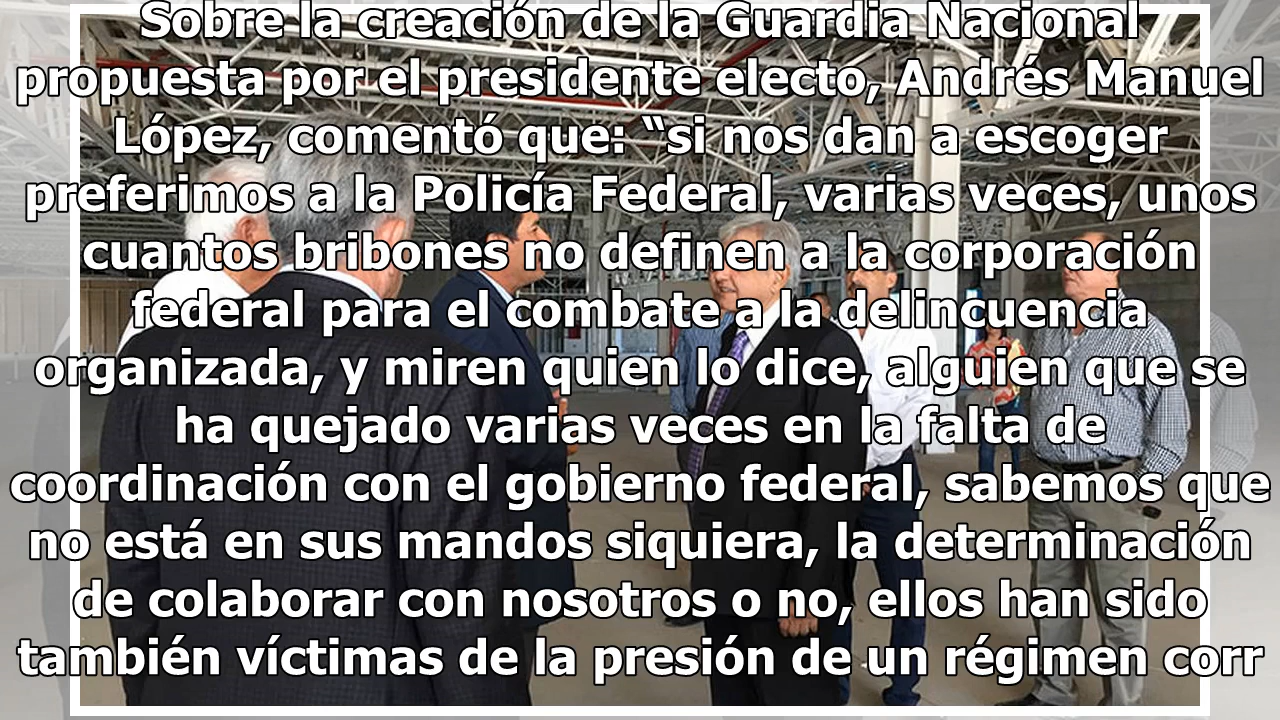 Sobre la creación de la Guardia Nacional
propuesta por el presidente electo, Andrés Manuel
López, comentó que: “si nos dan a escoger
preferimos a la Policía Federal, varias veces, unos
cuantos bribones no definen a la corporación
federal para el combate a la delincuencia
organizada, y miren quien lo dice, alguien que se
ha quejado varias veces en la falta de
coordinación con el gobierno federal, sabemos que
no está en sus mandos siquiera, la determinación
de colaborar con nosotros o no, ellos han sido
también víctimas de la presión de un régimen corr